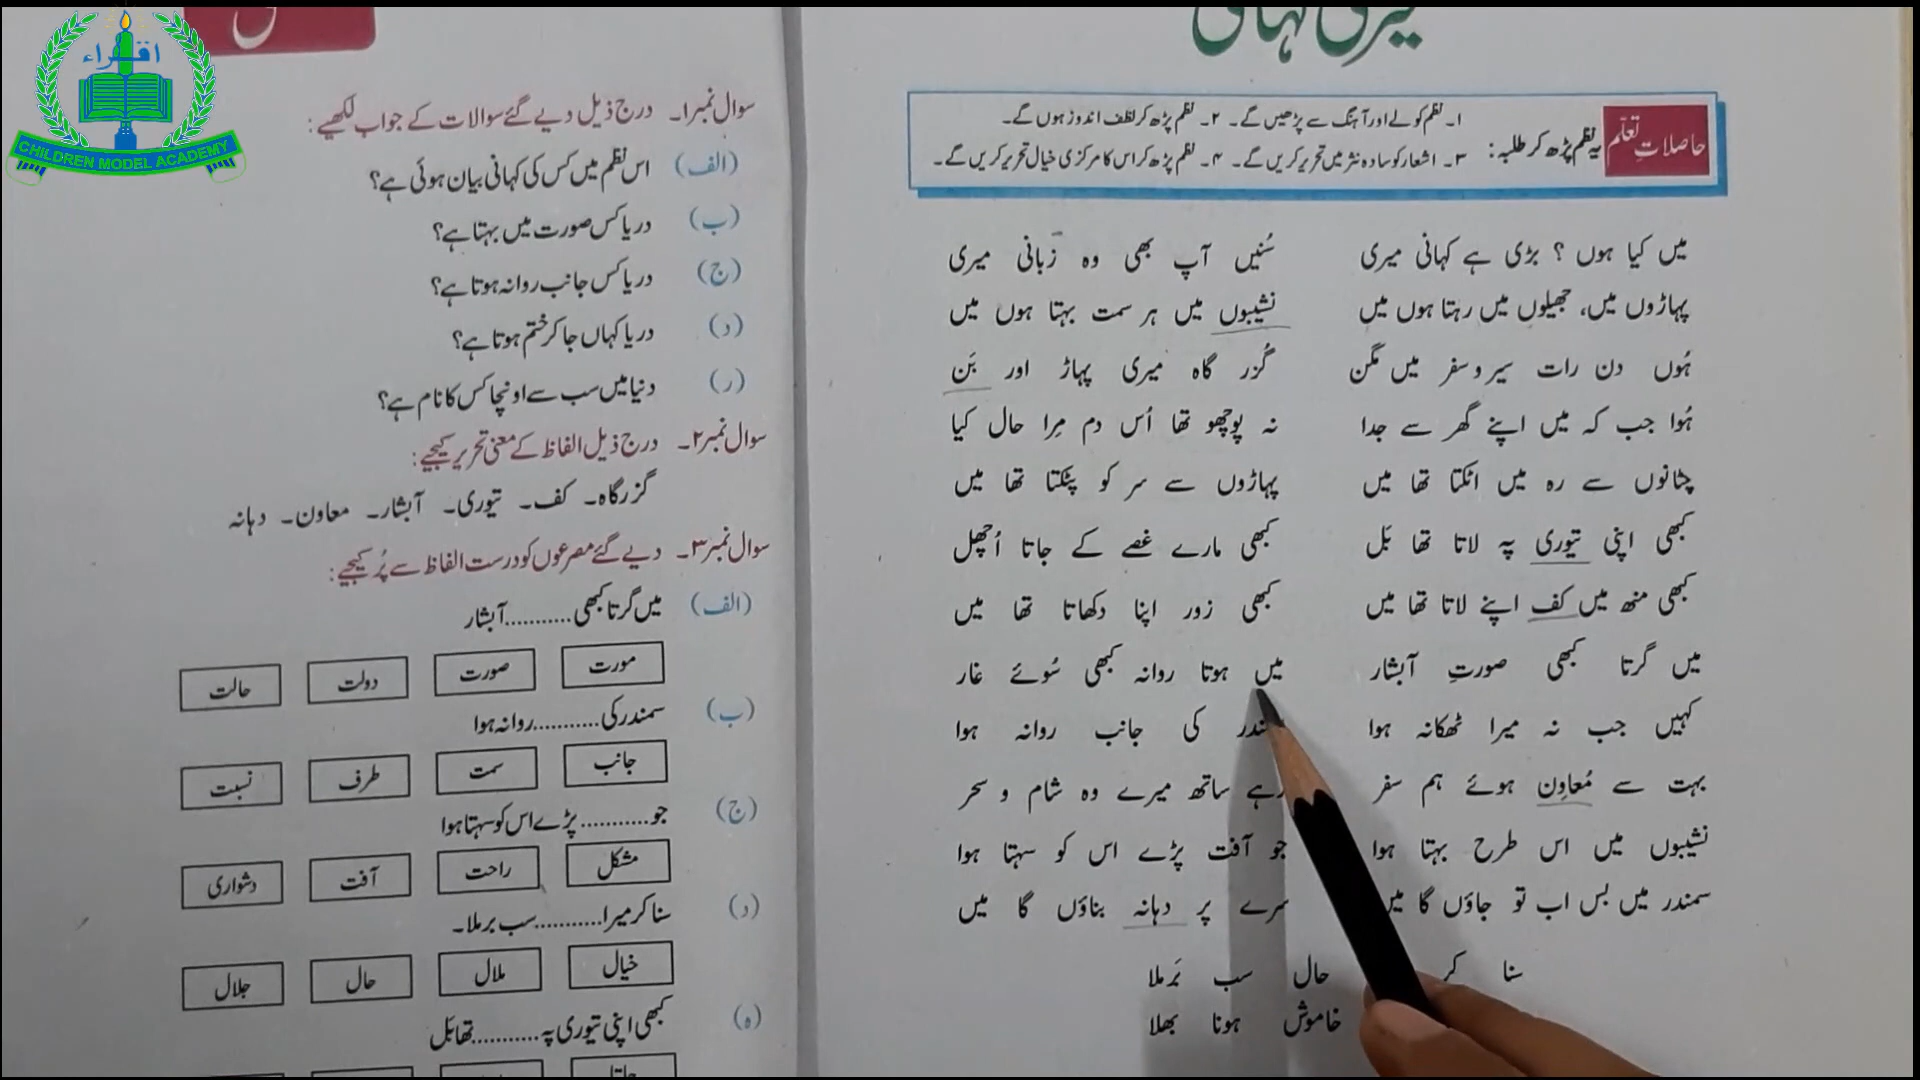 اقراء
CHILDREN MODEL ACADEMY
میری کہانی
حاصلاتِ تعلّم
یہ نظم پڑھ کر طلبہ:
۱۔ نظم کو لے اور آہنگ سے پڑھیں گے۔ ۲۔ نظم پڑھ کر لطف اندوز ہوں گے۔
۳۔ اشعار کو سادہ نثر میں تحریر کریں گے۔ ۴۔ نظم پڑھ کر اس کا مرکزی خیال تحریر کریں گے۔
میں کیا ہوں ؟ بڑی ہے کہانی میری سُنیں آپ بھی وہ زبانی میری
پہاڑوں میں، جھیلوں میں رہتا ہوں میں نشیبوں میں ہر سمت بہتا ہوں میں
ہُوں دن رات سیر و سفر میں مگن گُزر گاہ میری پہاڑ اور بَن
ہُوا جب کہ میں اپنے گھر سے جدا نہ پوچھو تھا اُس دم مِرا حال کیا
چٹانوں سے رہ میں اٹکتا تھا میں پہاڑوں سے سر کو پٹکتا تھا میں
کبھی اپنی تیوری پہ لاتا تھا بَل کبھی مارے غصے کے جاتا اُچھل
کبھی منھ میں کف اپنے لاتا تھا میں کبھی زور اپنا دکھاتا تھا میں
میں گرتا کبھی صورتِ آبشار میں ہوتا روانہ کبھی سُوئے غار
کہیں جب نہ میرا ٹھکانہ ہوا سمندر کی جانب روانہ ہوا
بہت سے مُعاوِن ہوئے ہم سفر رہے ساتھ میرے وہ شام و سحر
نشیبوں میں اس طرح بہتا ہوا جو آفت پڑے اس کو سہتا ہوا
سمندر میں بس اب تو جاؤں گا میں سرے پر دہانہ بناؤں گا میں
سنا کر حال سب بَرملا
خاموش ہونا بھلا
سوال نمبر۱۔ درج ذیل دیے گئے سوالات کے جواب لکھیے:
(الف) اس نظم میں کس کی کہانی بیان ہوئی ہے؟
(ب) دریا کس صورت میں بہتا ہے؟
(ج) دریا کس جانب روانہ ہوتا ہے؟
(د) دریا کہاں جا کر ختم ہوتا ہے؟
(ر) دنیا میں سب سے اونچا کس کا نام ہے؟
سوال نمبر۲۔ درج ذیل الفاظ کے معنی تحریر کیجیے:
گزرگاہ۔ کف۔ تیوری۔ آبشار۔ معاون۔ دہانہ
سوال نمبر۳۔ دیے گئے مصرعوں کو درست الفاظ سے پُر کیجیے:
(الف) میں گرتا کبھی ........... آبشار
مورت صورت دولت حالت
(ب) سمندر کی ........... روانہ ہوا
جانب سمت طرف نسبت
(ج) جو ........... پڑے اس کو سہتا ہوا
مشکل راحت آفت دشواری
(د) سنا کر میرا ........... سب برملا۔
خیال ملال حال جلال
(ہ) کبھی اپنی تیوری پہ ........... تھا بَل